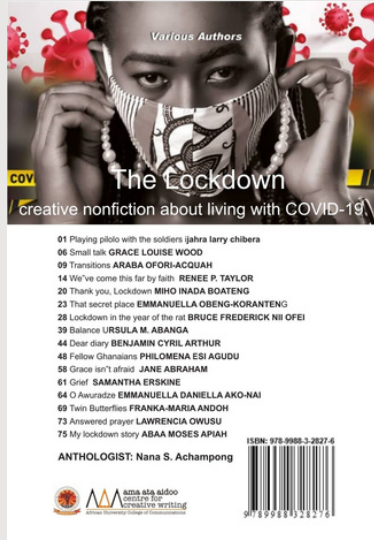 Various Authors
COV
The Lockdown
creative nonfiction about living with COVID-19.
01 Playing pilolo with the soldiers ijahra larry chibera
06 Small talk GRACE LOUISE WOOD
09 Transitions ARABA OFORI-ACQUAH
14 We"ve come this far by faith RENEE P. TAYLOR
20 Thank you, Lockdown MIHO INADA BOATENG
23 That secret place EMMANUELLA OBENG-KORANTENG
28 Lockdown in the year of the rat BRUCE FREDERICK NII OFEI
39 Balance URSULA M. ABANGA
44 Dear diary BENJAMIN CYRIL ARTHUR
48 Fellow Ghanaians PHILOMENA ESI AGUDU
58 Grace isn"t afraid JANE ABRAHAM
61 Grief SAMANTHA ERSKINE
64 O Awuradze EMMANUELLA DANIELLA AKO-NAI
69 Twin Butterflies FRANKA-MARIA ANDOH
73 Answered prayer LAWRENCIA OWUSU
75 My lockdown story ABAA MOSES APIAH
ISBN: 978-9988-3-2827-6
ANTHOLOGIST: Nana S. Achampong
ama ata aidoo
centre for
creative writing
African University College of Communications
9 789988 328276